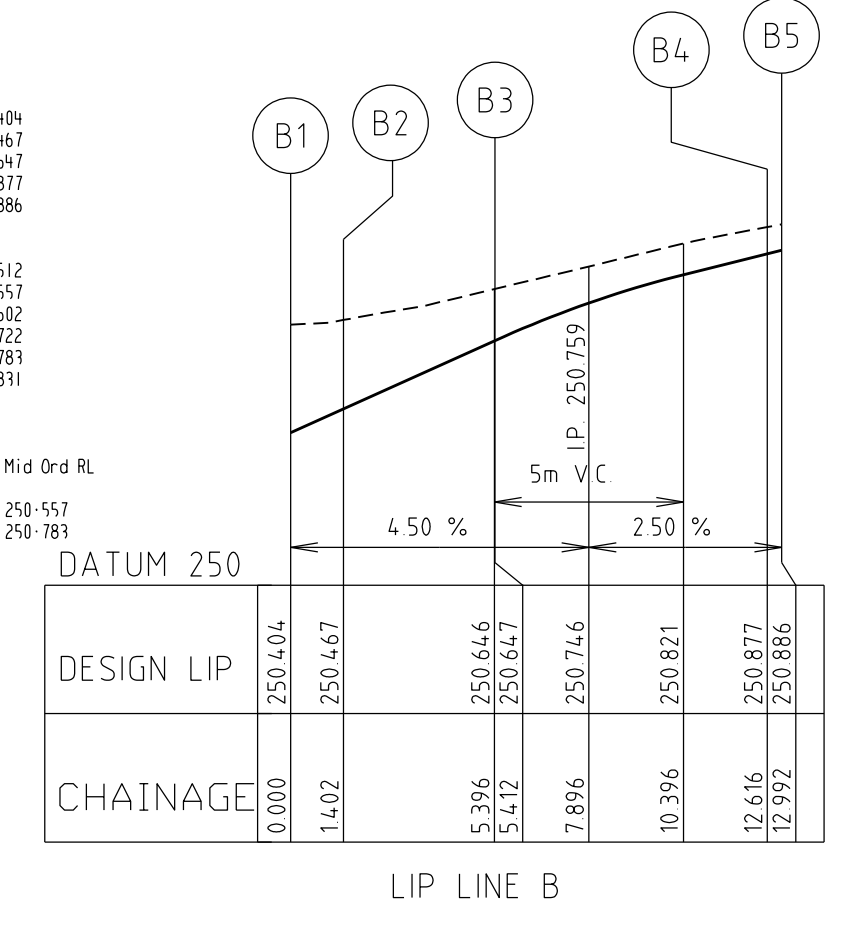 B1
B2
B3
B4
B5
Mid Ord RL
250·557
250·783
I.P. 250.759
5m V.C.
4.50 %
2.50 %
DATUM 250
DESIGN LIP 250.404 250.467 250.646 250.647 250.746 250.821 250.877 250.886
CHAINAGE 0.000 1.402 5.396 5.412 7.896 10.396 12.616 12.992
LIP LINE B